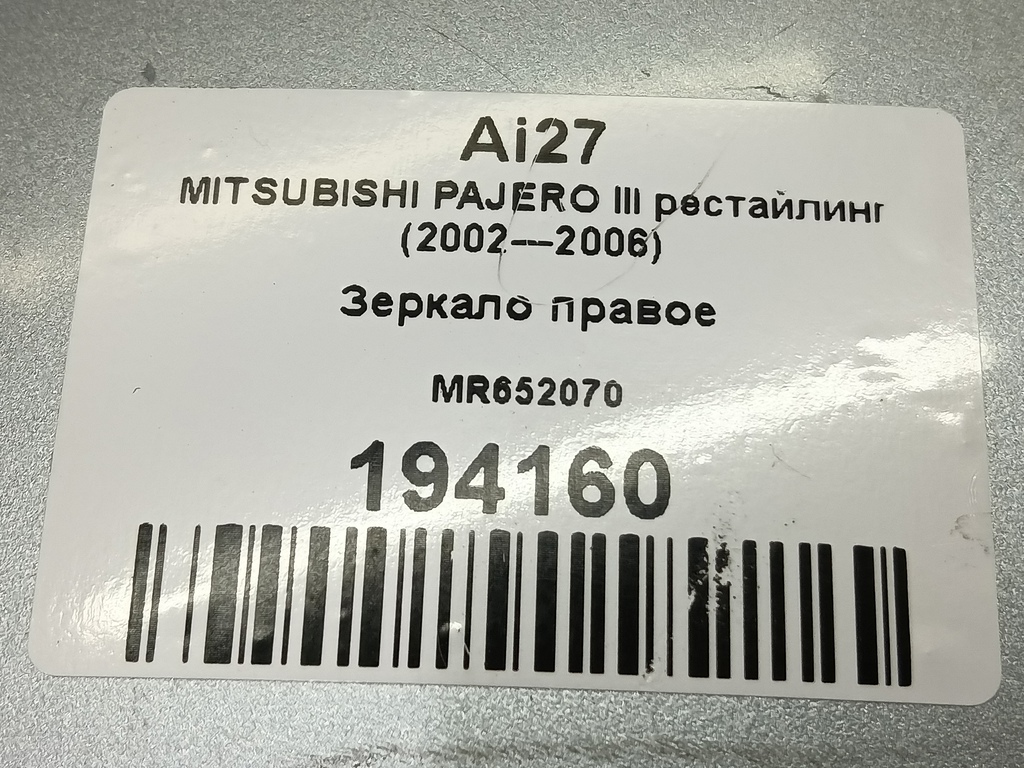 Ai27
MITSUBISHI PAJERO III рестайлинг
(2002—2006)
Зеркало правое
MR652070
194160